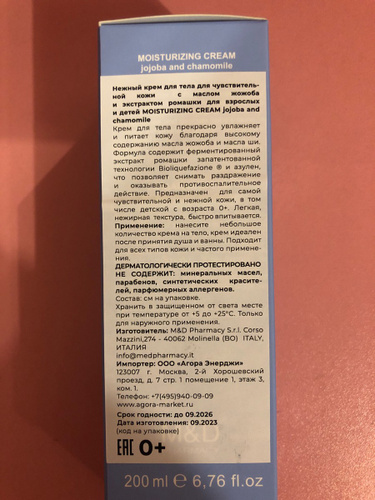 MOISTURIZING CREAM
jojoba and chamomile
Нежный крем для тела для чувствитель-
ной кожи с маслом жожоба
и экстрактом ромашки для взрослых
и детей MOISTURIZING CREAM jojoba and
chamomile
Крем для тела прекрасно увлажняет
и питает кожу благодаря высокому
содержанию масла жожоба и масла ши.
Формула содержит ферментированный
экстракт ромашки запатентованной
технологии Bioliquefazione ® и азулен,
что позволяет снимать раздражение
и оказывать противоспалительное
действие. Предназначен для самой
чувствительной и нежной кожи, в том
числе детской с возраста 0+. Легкая,
нежирная текстура, быстро впитывается.
Применение: нанесите небольшое
количество крема на тело, крем идеален
после принятия душа и ванны. Подходит
для всех типов кожи и частого примене-
ния.
ДЕРМАТОЛОГИЧЕСКИ ПРОТЕСТИРОВАНО
НЕ СОДЕРЖИТ: минеральных масел,
парабенов, синтетических красите-
лей, парфюмерных аллергенов.
Состав: см на упаковке.
Хранить в защищенном от света месте
при температуре от +5 до +25°С. Только
для наружного применения.
Изготовитель: M&D Pharmacy S.r.l. Corso
Mazzini,274 - 40062 Molinella (BO) ITALY,
ИТАЛИЯ
info@medpharmacy.it
Импортер: ООО «Агора Энерджи»
123007 г. Москва, 2-й Хорошевский
проезд, д. 7 стр. 1 помещение 1, этаж 3,
ком. 1.
Телефон: +7(495)940-09-09
www.agora-market.ru
Срок годности: до 09.2026
Дата изготовления: 09.2023
(код на упаковке)
M&D
EAC 0+
200 ml ℮ 6,76 fl.oz